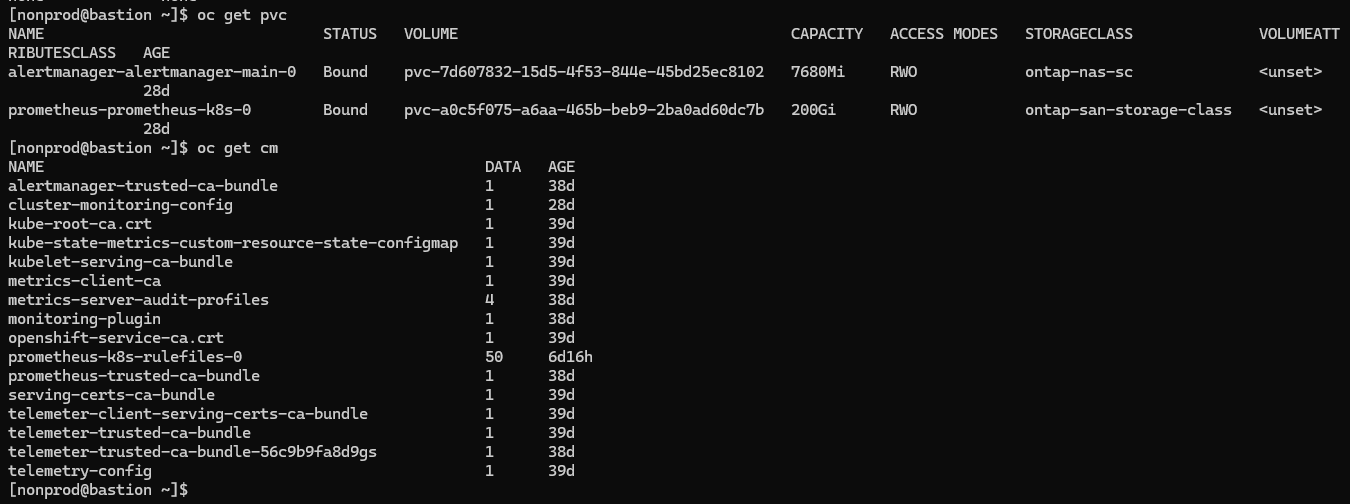 [nonprod@bastion ~]$ oc get pvc
NAME                               STATUS   VOLUME                                     CAPACITY   ACCESS MODES   STORAGECLASS              VOLUMEATT
RIBUTESCLASS   AGE
alertmanager-alertmanager-main-0   Bound    pvc-7d607832-15d5-4f53-844e-45bd25ec8102   7680Mi     RWO            ontap-nas-sc              <unset>
               28d
prometheus-prometheus-k8s-0        Bound    pvc-a0c5f075-a6aa-465b-beb9-2ba0ad60dc7b   200Gi      RWO            ontap-san-storage-class   <unset>
               28d
[nonprod@bastion ~]$ oc get cm
NAME                                                 DATA   AGE
alertmanager-trusted-ca-bundle                       1      38d
cluster-monitoring-config                            1      28d
kube-root-ca.crt                                     1      39d
kube-state-metrics-custom-resource-state-configmap   1      39d
kubelet-serving-ca-bundle                            1      39d
metrics-client-ca                                    1      39d
metrics-server-audit-profiles                        4      38d
monitoring-plugin                                    1      38d
openshift-service-ca.crt                             1      39d
prometheus-k8s-rulefiles-0                           50     6d16h
prometheus-trusted-ca-bundle                         1      38d
serving-certs-ca-bundle                              1      39d
telemeter-client-serving-certs-ca-bundle             1      39d
telemeter-trusted-ca-bundle                          1      39d
telemeter-trusted-ca-bundle-56c9b9fa8d9gs            1      38d
telemetry-config                                     1      39d
[nonprod@bastion ~]$